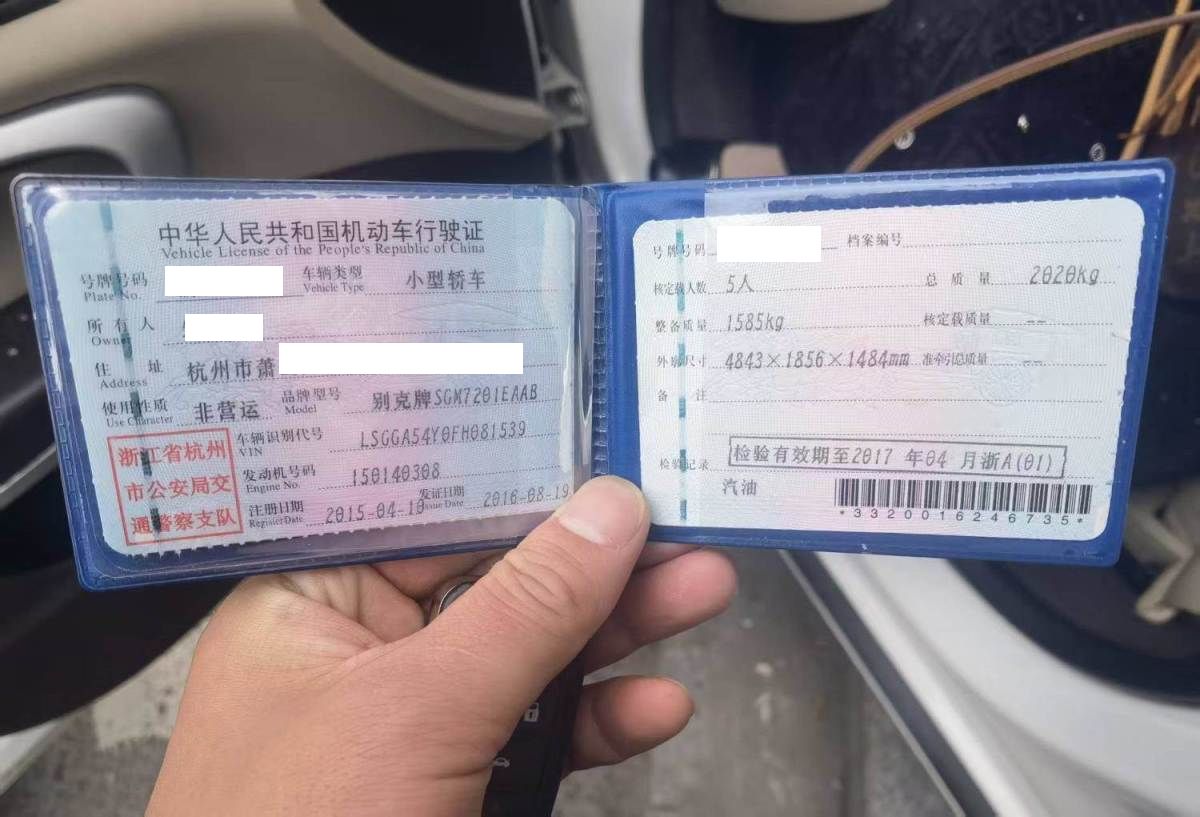 中华人民共和国机动车行驶证
Vehicle License of the People's Republic of China
号牌号码 车辆类型 小型轿车
Plate No. Vehicle Type
所有人
Owner
住址 杭州市萧
Address
使用性质 非营运 品牌型号 别克牌SGM7201EAAB
Use Character Model
浙江省杭州
市公安局交
通警察支队
车辆识别代号 LSGGA54Y0FH081539
VIN
发动机号码 150140308
Engine No.
注册日期 2015-04-10 发证日期 2016-08-19
Register Date Issue Date
号牌号码 档案编号
核定载人数 5人 总质量 2020kg
整备质量 1585kg 核定载质量 --
外廓尺寸 4843×1856×1484mm 准牵引总质量 --
备注
检验记录 检验有效期至2017 年04 月浙A(01)
汽油
*3320016246735*